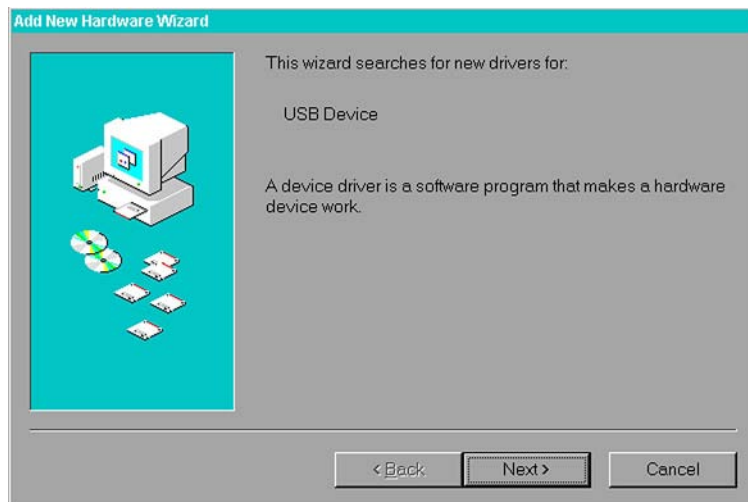 Add New Hardware Wizard
This wizard searches for new drivers for:
USB Device
A device driver is a software program that makes a hardware
device work.
< Back
Next >
Cancel